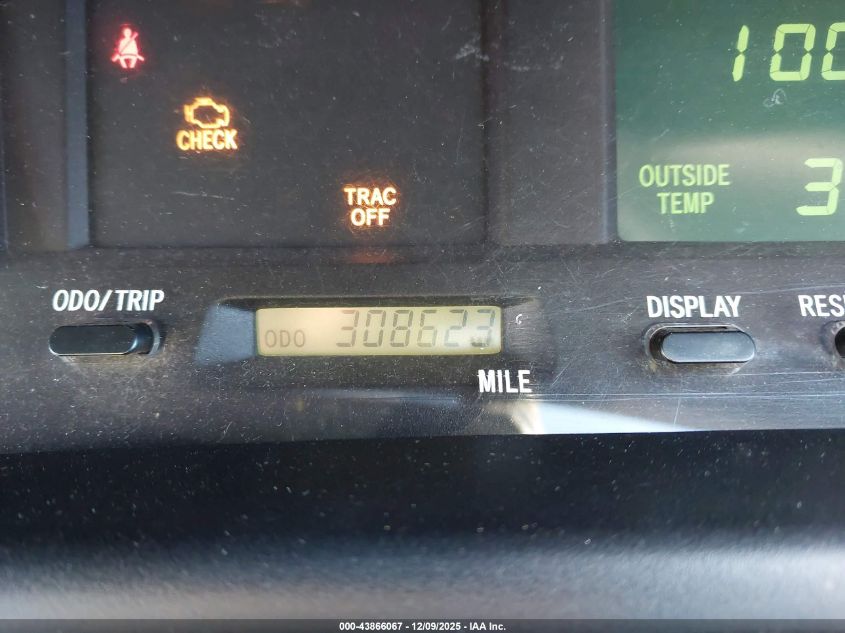 100
CHECK
TRAC
OFF
OUTSIDE
TEMP
3
ODO/TRIP
ODO 308623
MILE
DISPLAY
RES
000-43866067 - 12/09/2025 - IAA Inc.